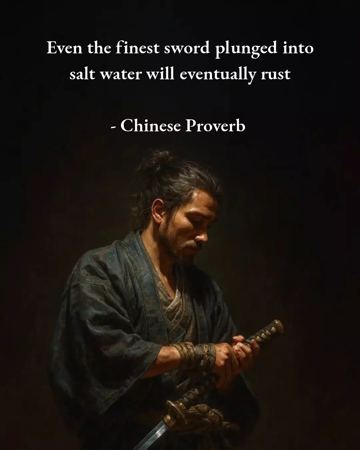 Even the finest sword plunged into
salt water will eventually rust
- Chinese Proverb